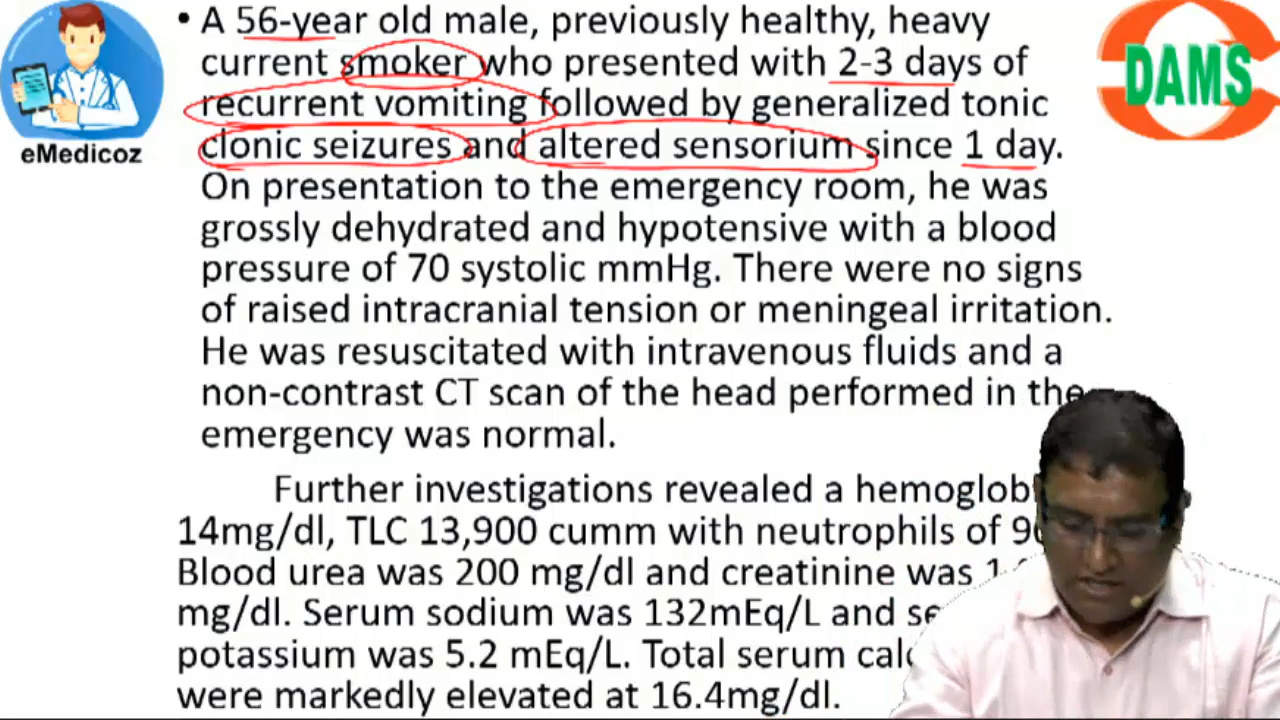 • A 56-year old male, previously healthy, heavy
current smoker who presented with 2-3 days of
recurrent vomiting followed by generalized tonic
clonic seizures and altered sensorium since 1 day.
On presentation to the emergency room, he was
grossly dehydrated and hypotensive with a blood
pressure of 70 systolic mmHg. There were no signs
of raised intracranial tension or meningeal irritation.
He was resuscitated with intravenous fluids and a
non-contrast CT scan of the head performed in the
emergency was normal.
Further investigations revealed a
14mg/dl, TLC 13,900 cumm with neutrophils of
Blood urea was 200 mg/dl and creatinine was
mg/dl. Serum sodium was 132mEq/L and
potassium was 5.2 mEq/L. Total serum
were markedly elevated at 16.4mg/dl.
eMedicoz
DAMS